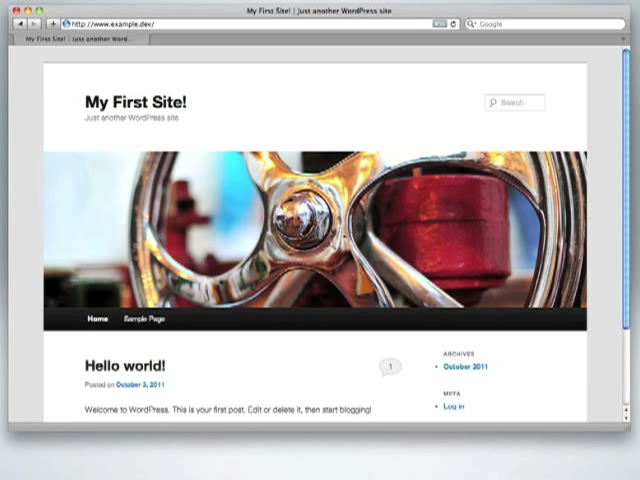 My First Site! | Just another WordPress site
http://www.example.dev/
RSS
Google
My First Site! | Just another Word...
My First Site!
Just another WordPress site
Search
Home
Sample Page
Hello world!
1
Posted on October 3, 2011
Welcome to WordPress. This is your first post. Edit or delete it, then start blogging!
ARCHIVES
October 2011
META
Log in